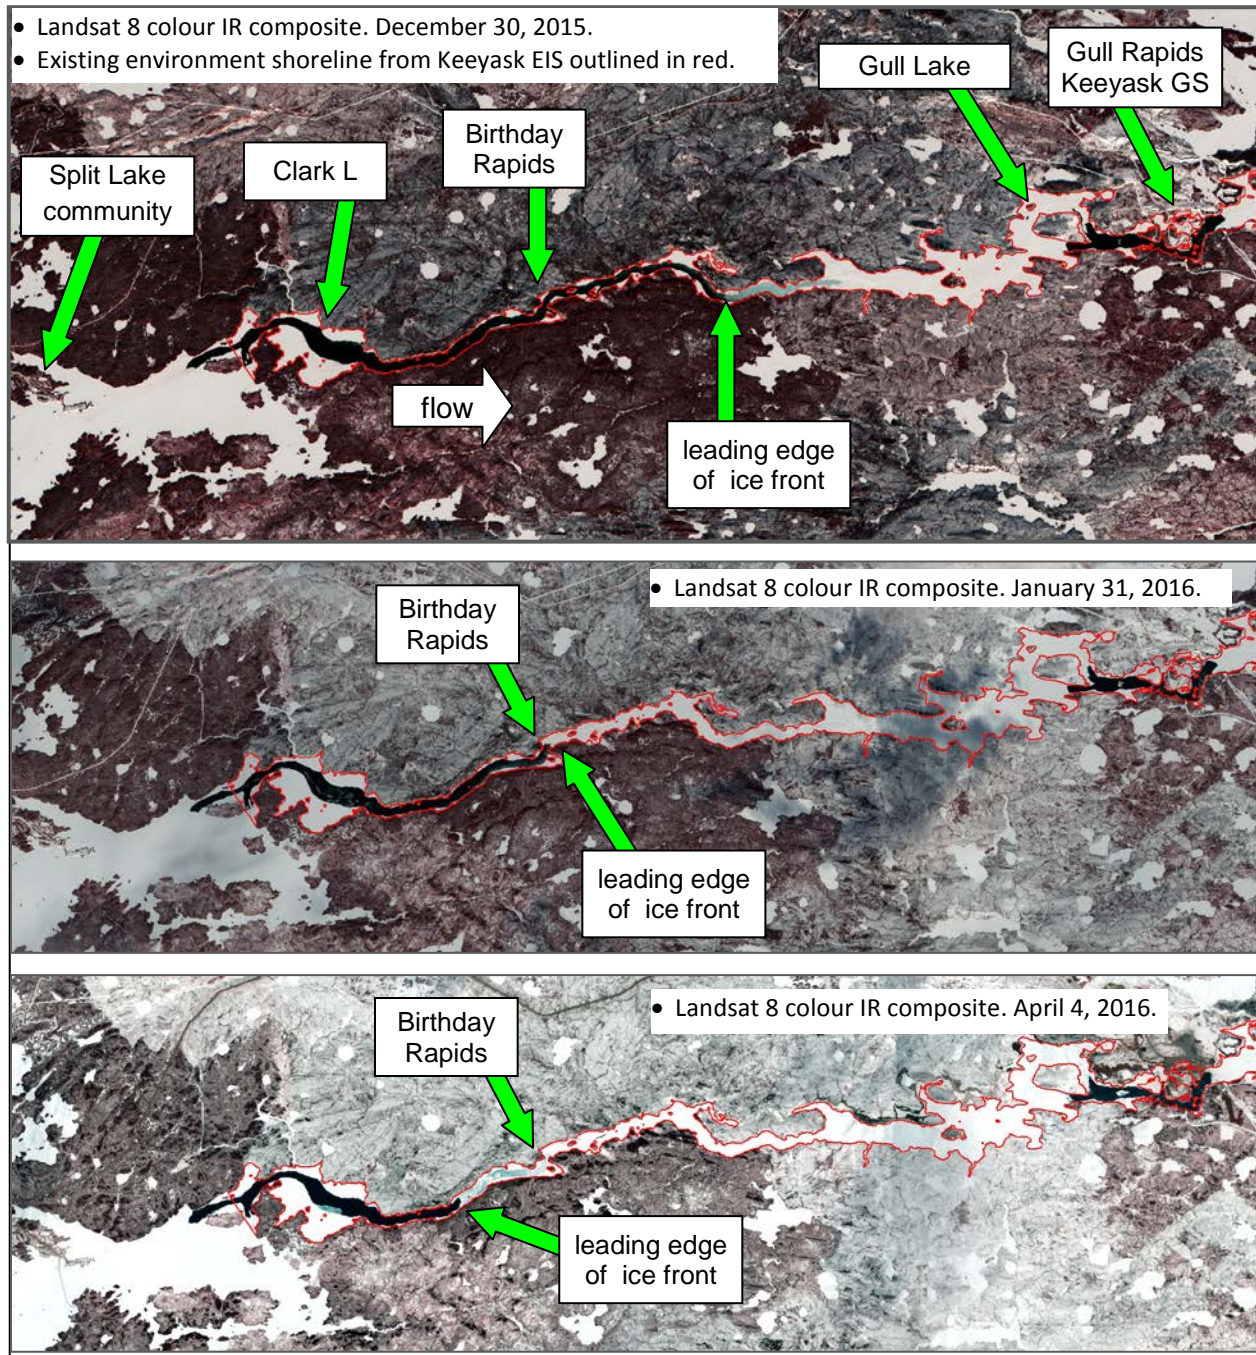 • Landsat 8 colour IR composite. December 30, 2015.
• Existing environment shoreline from Keeyask EIS outlined in red.
Gull Lake
Gull Rapids
Keeyask GS
Birthday
Rapids
Clark L
Split Lake
community
flow
leading edge
of ice front
• Landsat 8 colour IR composite. January 31, 2016.
Birthday
Rapids
leading edge
of ice front
• Landsat 8 colour IR composite. April 4, 2016.
Birthday
Rapids
leading edge
of ice front